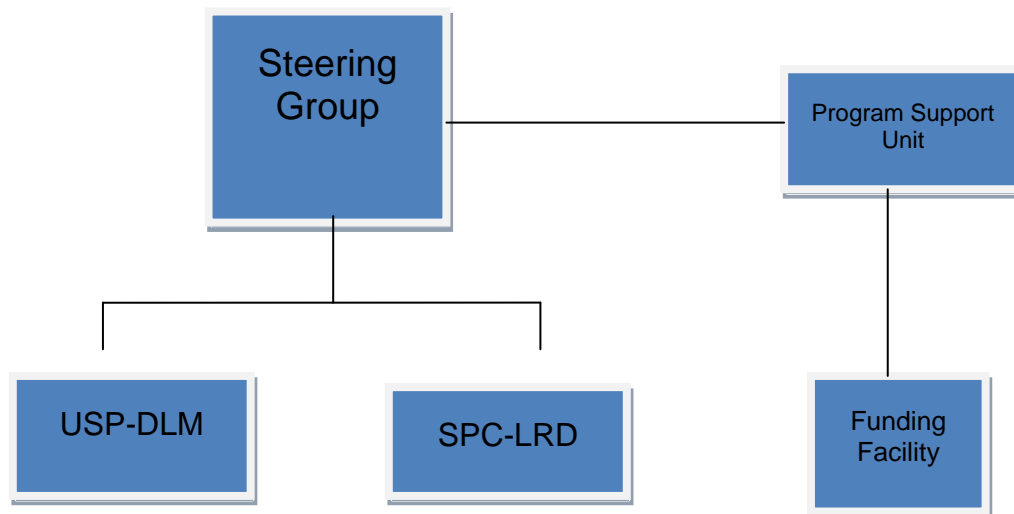 Steering
Group
Program Support
Unit
USP-DLM
SPC-LRD
Funding
Facility